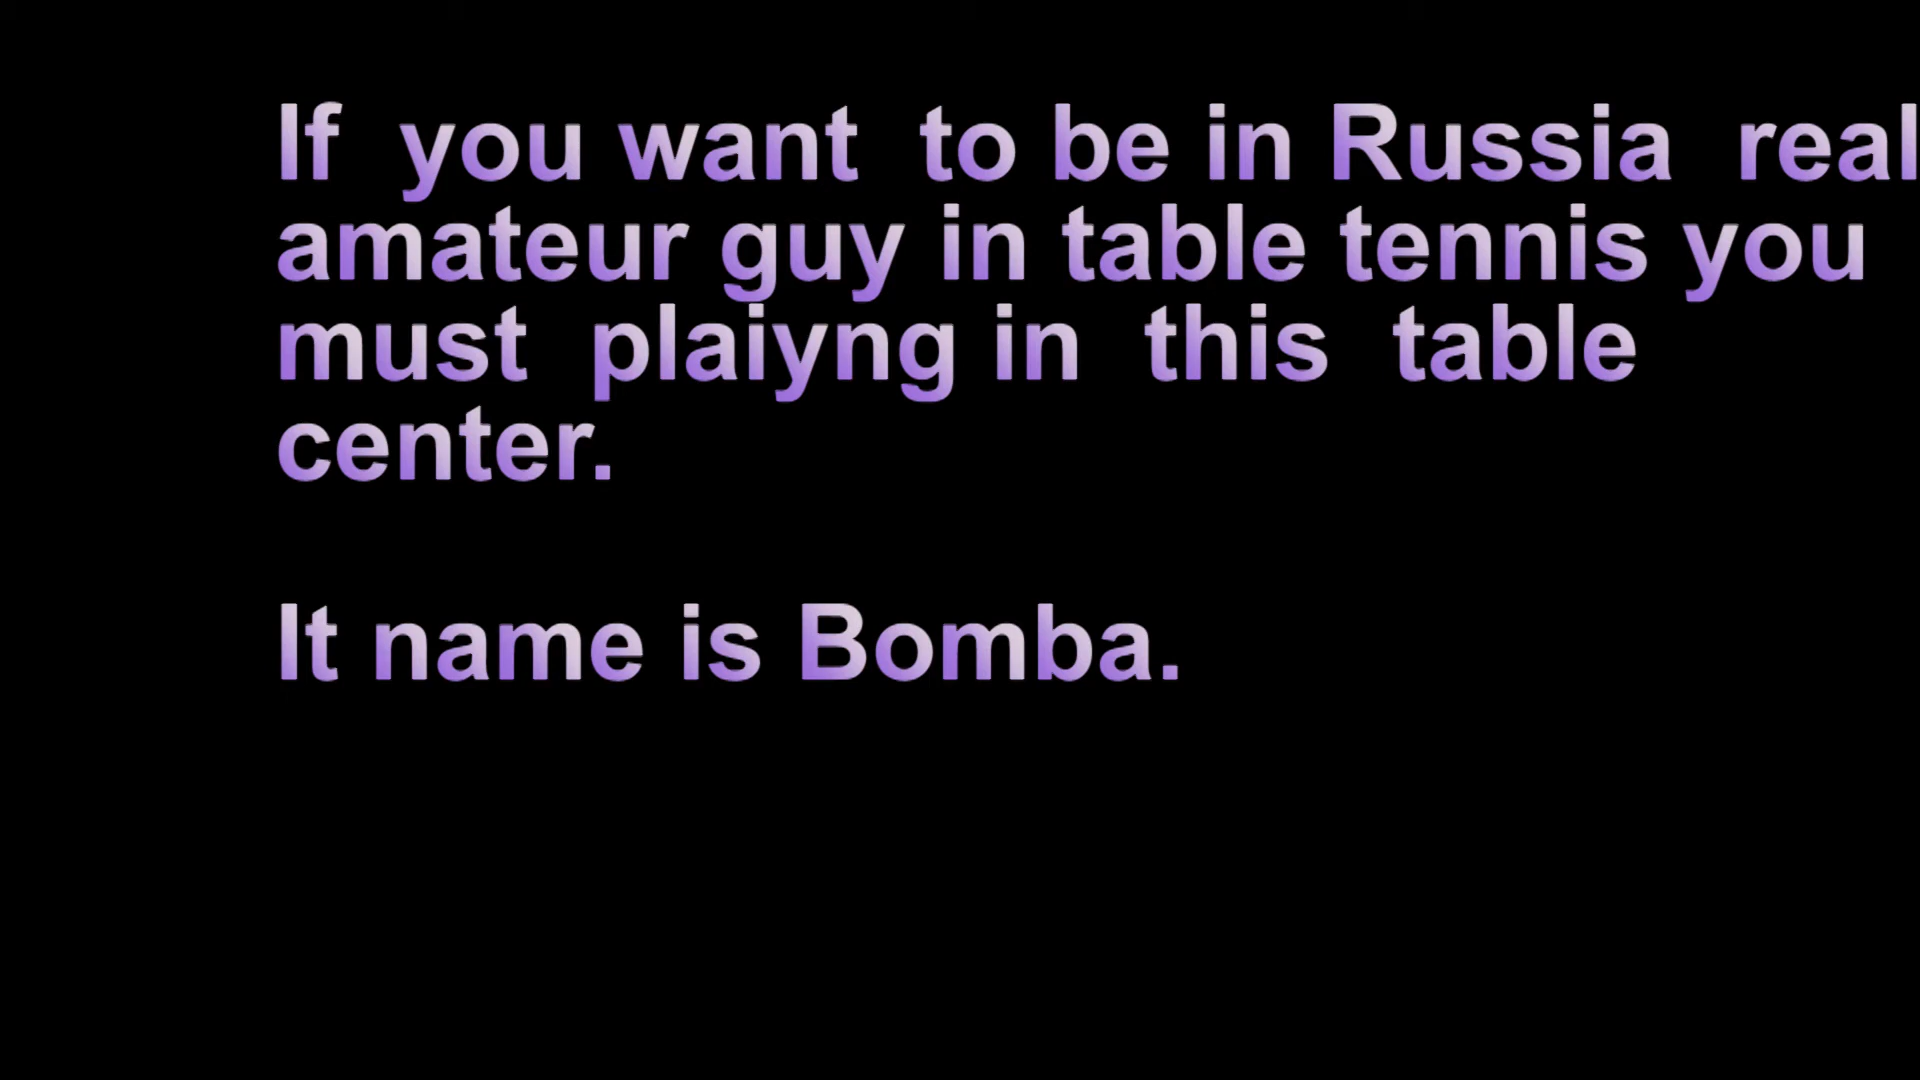 If you want to be in Russia real
amateur guy in table tennis you
must plaiyng in this table
center.
It name is Bomba.